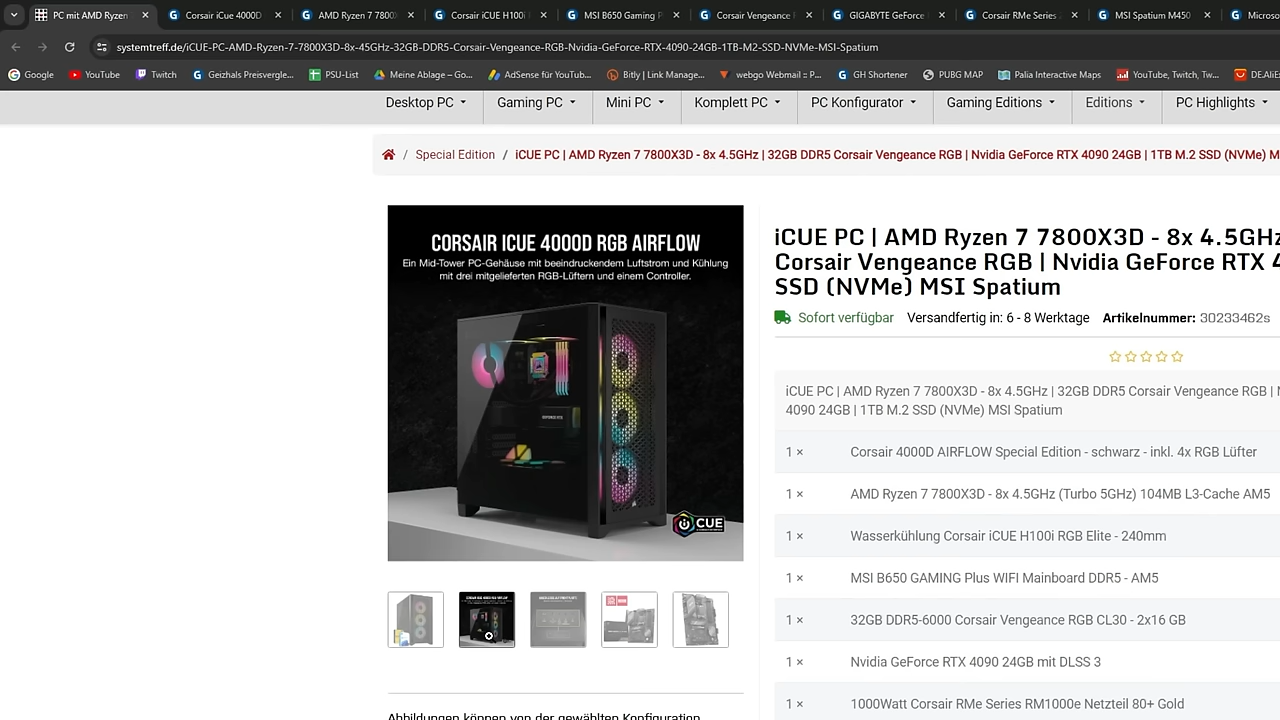 PC mit AMD Ryzen
Corsair iCue 4000D
AMD Ryzen 7 7800X
Corsair iCUE H100i
MSI B650 Gaming P
Corsair Vengeance
GIGABYTE GeForce
Corsair RMe Series
MSI Spatium M450
Microso
systemtreff.de/iCUE-PC-AMD-Ryzen-7-7800X3D-8x-45GHz-32GB-DDR5-Corsair-Vengeance-RGB-Nvidia-GeForce-RTX-4090-24GB-1TB-M2-SSD-NVMe-MSI-Spatium
Google
YouTube
Twitch
Geizhals Preisvergle...
PSU-List
Meine Ablage – Go...
AdSense für YouTub...
Bitly | Link Manage...
webgo Webmail :: P...
GH Shortener
PUBG MAP
Palia Interactive Maps
YouTube, Twitch, Tw...
DE.AliE
Desktop PC
Gaming PC
Mini PC
Komplett PC
PC Konfigurator
Gaming Editions
Editions
PC Highlights
/ Special Edition / iCUE PC | AMD Ryzen 7 7800X3D - 8x 4.5GHz | 32GB DDR5 Corsair Vengeance RGB | Nvidia GeForce RTX 4090 24GB | 1TB M.2 SSD (NVMe) M
CORSAIR ICUE 4000D RGB AIRFLOW
Ein Mid-Tower PC-Gehäuse mit beeindruckendem Luftstrom und Kühlung
mit drei mitgelieferten RGB-Lüftern und einem Controller.
CUE
iCUE PC | AMD Ryzen 7 7800X3D - 8x 4.5GHz
Corsair Vengeance RGB | Nvidia GeForce RTX 4
SSD (NVMe) MSI Spatium
Sofort verfügbar Versandfertig in: 6 - 8 Werktage Artikelnummer: 30233462s
iCUE PC | AMD Ryzen 7 7800X3D - 8x 4.5GHz | 32GB DDR5 Corsair Vengeance RGB | N
4090 24GB | 1TB M.2 SSD (NVMe) MSI Spatium
1 × Corsair 4000D AIRFLOW Special Edition - schwarz - inkl. 4x RGB Lüfter
1 × AMD Ryzen 7 7800X3D - 8x 4.5GHz (Turbo 5GHz) 104MB L3-Cache AM5
1 × Wasserkühlung Corsair iCUE H100i RGB Elite - 240mm
1 × MSI B650 GAMING Plus WIFI Mainboard DDR5 - AM5
1 × 32GB DDR5-6000 Corsair Vengeance RGB CL30 - 2x16 GB
1 × Nvidia GeForce RTX 4090 24GB mit DLSS 3
1 × 1000Watt Corsair RMe Series RM1000e Netzteil 80+ Gold
Abbildungen können von der gewählten Konfiguration